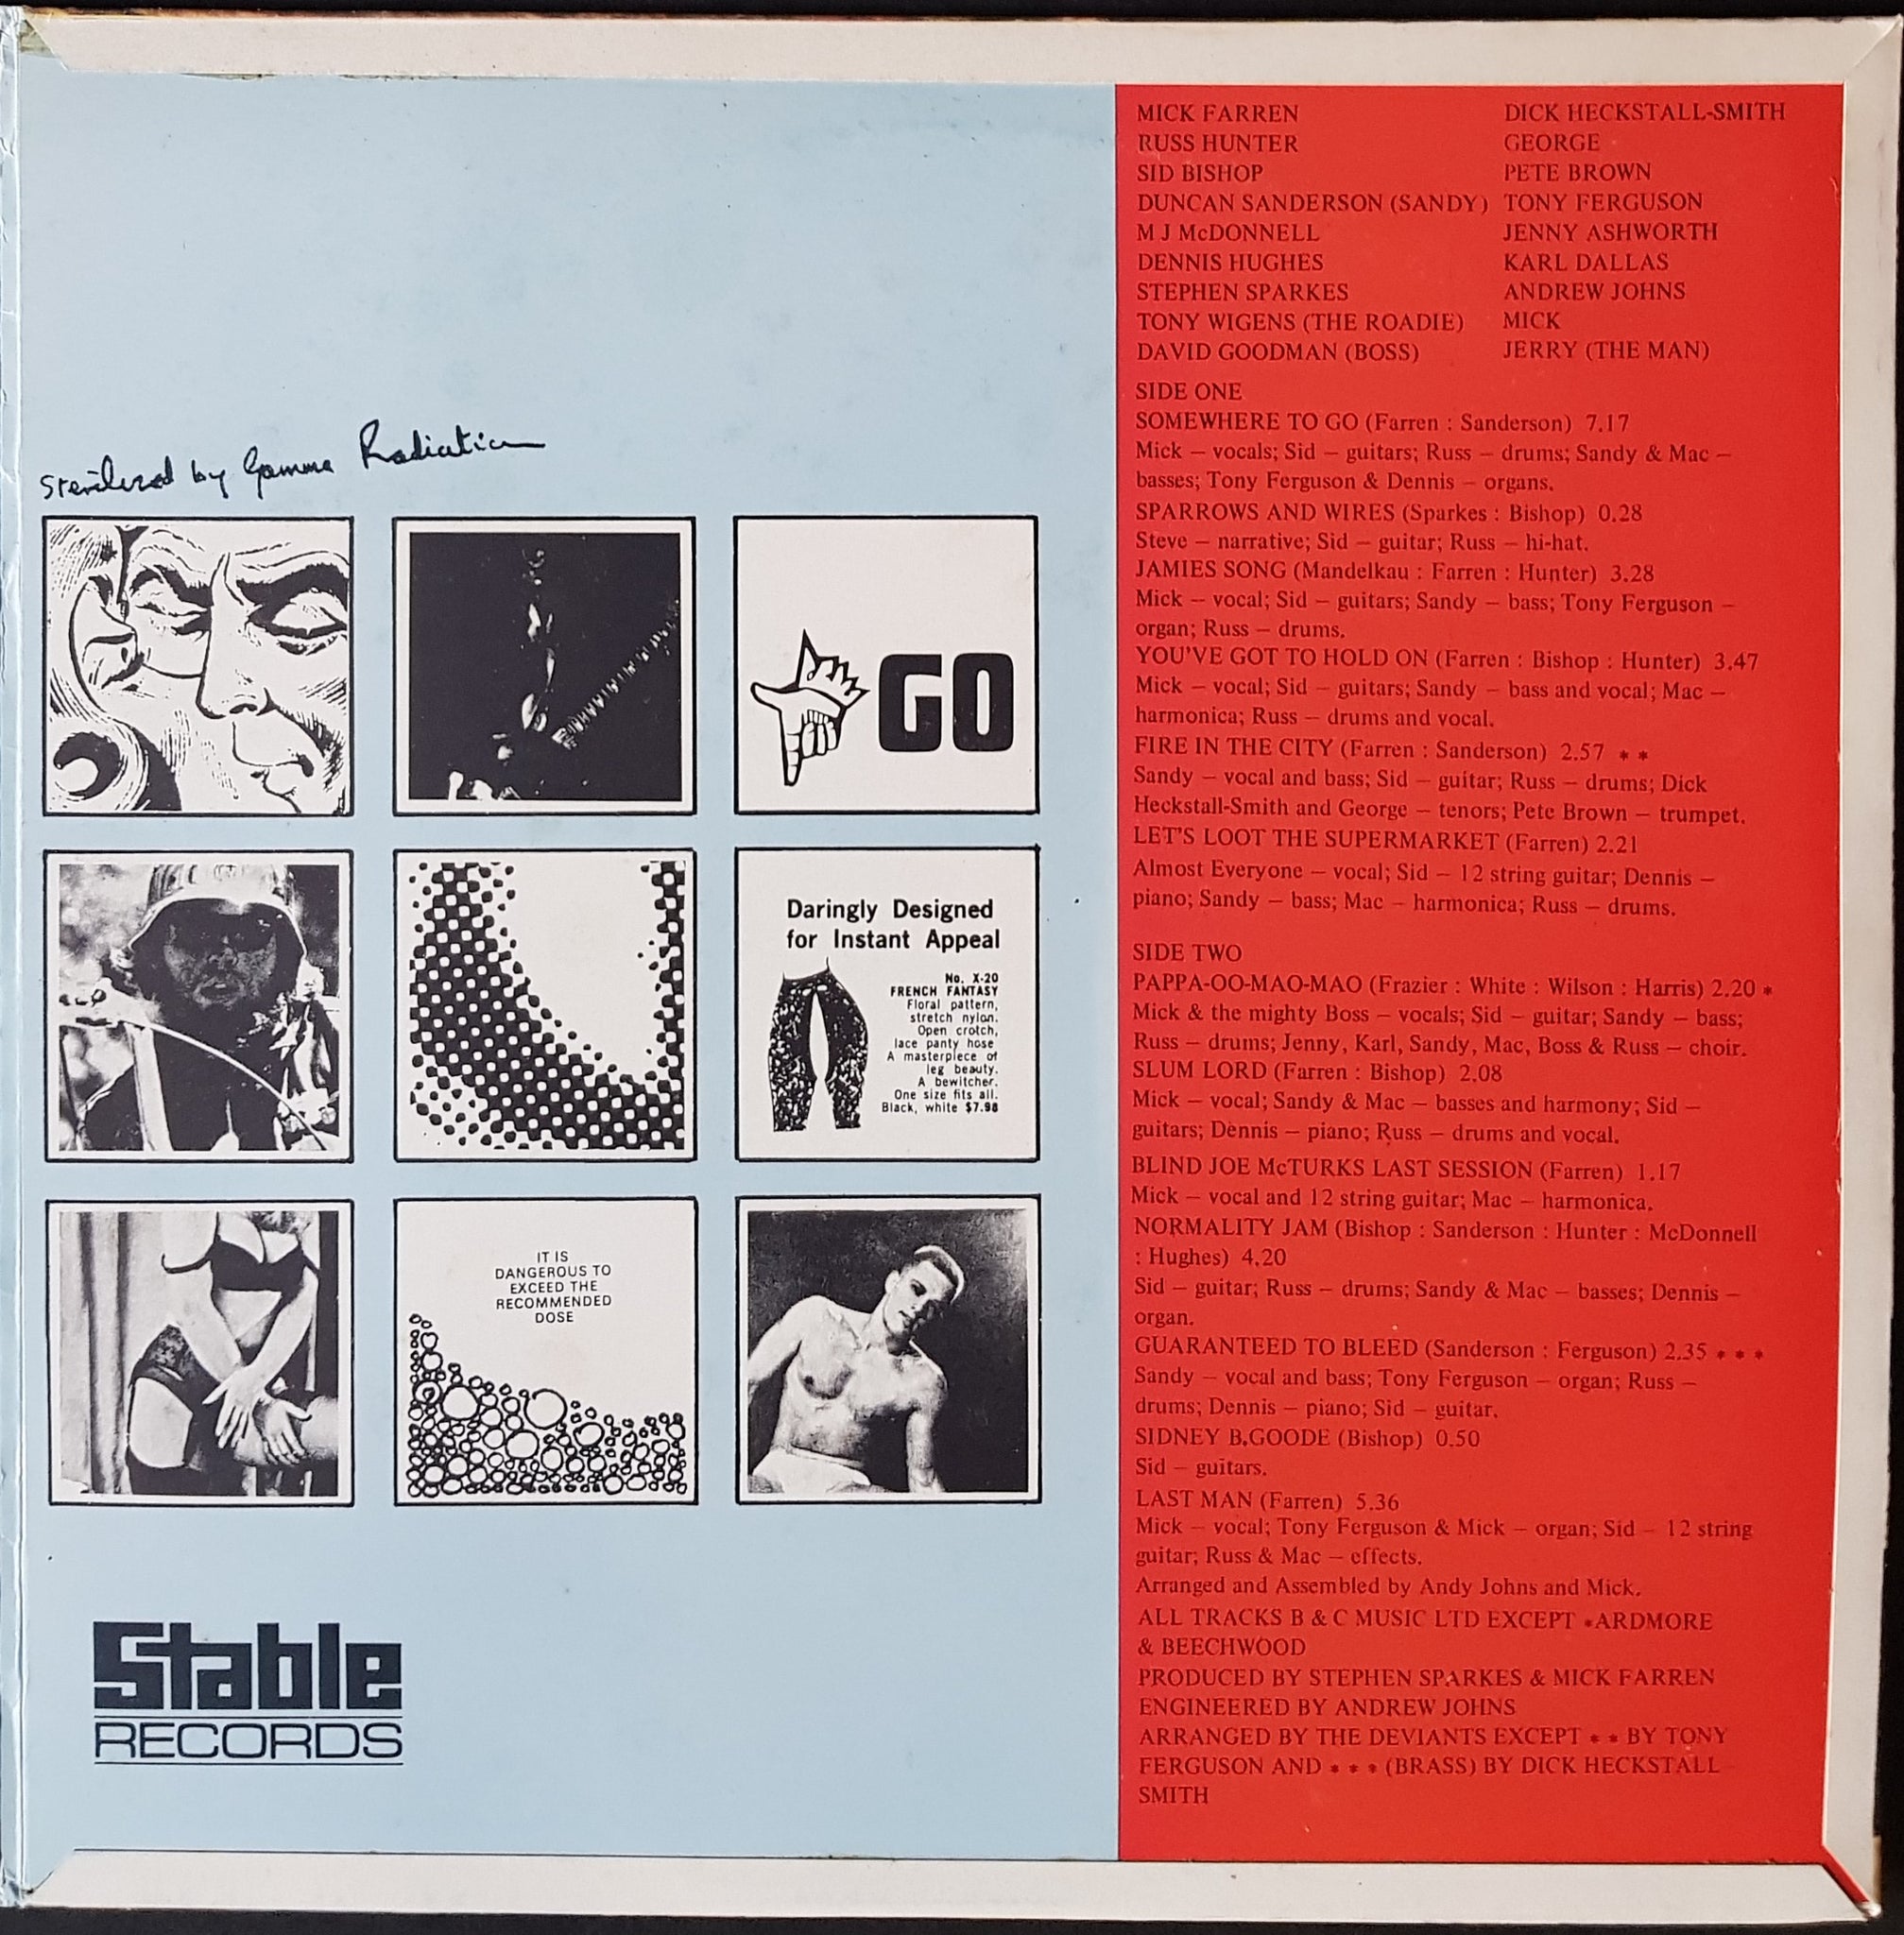 sterilized by Gamma Radiation
GO
Daringly Designed
for Instant Appeal
No. X-20
FRENCH FANTASY
Floral pattern,
stretch nylon.
Open crotch,
lace panty hose
A masterpiece of
leg beauty.
A bewitcher.
One size fits all.
Black, white $7.98
IT IS
DANGEROUS TO
EXCEED THE
RECOMMENDED
DOSE
Stable
RECORDS
MICK FARREN
RUSS HUNTER
SID BISHOP
DUNCAN SANDERSON (SANDY)
M J McDONNELL
DENNIS HUGHES
STEPHEN SPARKES
TONY WIGENS (THE ROADIE)
DAVID GOODMAN (BOSS)
DICK HECKSTALL-SMITH
GEORGE
PETE BROWN
TONY FERGUSON
JENNY ASHWORTH
KARL DALLAS
ANDREW JOHNS
MICK
JERRY (THE MAN)
SIDE ONE
SOMEWHERE TO GO (Farren : Sanderson) 7.17
Mick – vocals; Sid – guitars; Russ – drums; Sandy & Mac –
basses; Tony Ferguson & Dennis – organs.
SPARROWS AND WIRES (Sparkes : Bishop) 0.28
Steve – narrative; Sid – guitar; Russ – hi-hat.
JAMIES SONG (Mandelkau : Farren : Hunter) 3.28
Mick – vocal; Sid – guitars; Sandy – bass; Tony Ferguson –
organ; Russ – drums.
YOU'VE GOT TO HOLD ON (Farren : Bishop : Hunter) 3.47
Mick – vocal; Sid – guitars; Sandy – bass and vocal; Mac –
harmonica; Russ – drums and vocal.
FIRE IN THE CITY (Farren : Sanderson) 2.57 * *
Sandy – vocal and bass; Sid – guitar; Russ – drums; Dick
Heckstall-Smith and George – tenors; Pete Brown – trumpet.
LET'S LOOT THE SUPERMARKET (Farren) 2.21
Almost Everyone – vocal; Sid – 12 string guitar; Dennis –
piano; Sandy – bass; Mac – harmonica; Russ – drums.
SIDE TWO
PAPPA-OO-MAO-MAO (Frazier : White : Wilson : Harris) 2.20 *
Mick & the mighty Boss – vocals; Sid – guitar; Sandy – bass;
Russ – drums; Jenny, Karl, Sandy, Mac, Boss & Russ – choir.
SLUM LORD (Farren : Bishop) 2.08
Mick – vocal; Sandy & Mac – basses and harmony; Sid –
guitars; Dennis – piano; Russ – drums and vocal.
BLIND JOE McTURKS LAST SESSION (Farren) 1.17
Mick – vocal and 12 string guitar; Mac – harmonica.
NORMALITY JAM (Bishop : Sanderson : Hunter : McDonnell
: Hughes) 4.20
Sid – guitar; Russ – drums; Sandy & Mac – basses; Dennis –
organ.
GUARANTEED TO BLEED (Sanderson : Ferguson) 2.35 * * *
Sandy – vocal and bass; Tony Ferguson – organ; Russ –
drums; Dennis – piano; Sid – guitar.
SIDNEY B.GOODE (Bishop) 0.50
Sid – guitars.
LAST MAN (Farren) 5.36
Mick – vocal; Tony Ferguson & Mick – organ; Sid – 12 string
guitar; Russ & Mac – effects.
Arranged and Assembled by Andy Johns and Mick.
ALL TRACKS B & C MUSIC LTD EXCEPT *ARDMORE
& BEECHWOOD
PRODUCED BY STEPHEN SPARKES & MICK FARREN
ENGINEERED BY ANDREW JOHNS
ARRANGED BY THE DEVIANTS EXCEPT * * BY TONY
FERGUSON AND * * * (BRASS) BY DICK HECKSTALL
SMITH